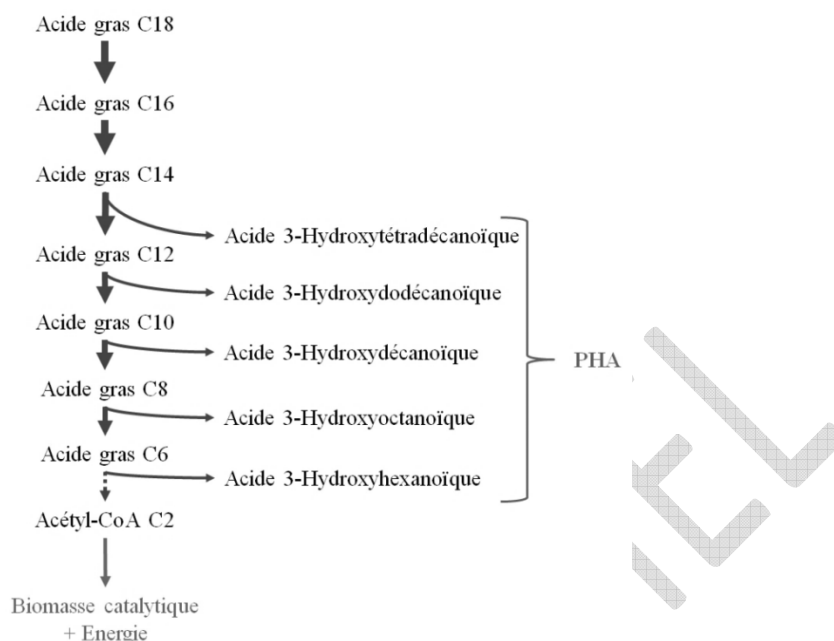 Acide gras C18
Acide gras C16
Acide gras C14
Acide 3-Hydroxytétradécanoïque
Acide gras C12
Acide 3-Hydroxydodécanoïque
Acide gras C10
Acide 3-Hydroxydécanoïque
PHA
Acide gras C8
Acide 3-Hydroxyoctanoïque
Acide gras C6
Acide 3-Hydroxyhexanoïque
Acétyl-CoA C2
Biomasse catalytique
+ Energie